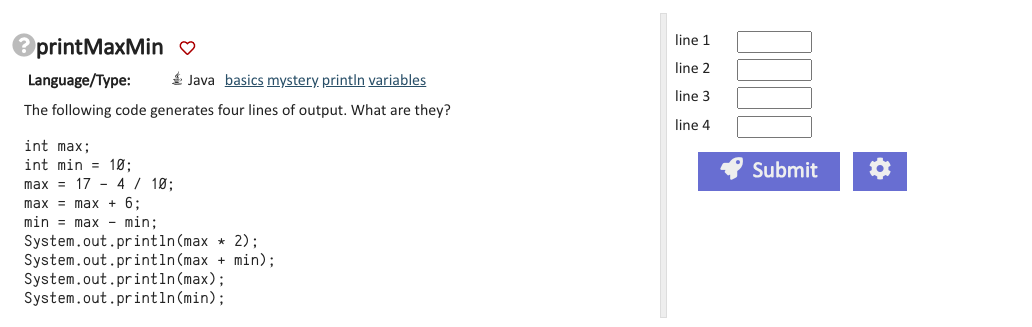 ? printMaxMin
Language/Type: Java basics mystery println variables
The following code generates four lines of output. What are they?
int max;
int min = 10;
max = 17 - 4 / 10;
max = max + 6;
min = max - min;
System.out.println(max * 2);
System.out.println(max + min);
System.out.println(max);
System.out.println(min);
line 1
line 2
line 3
line 4
Submit